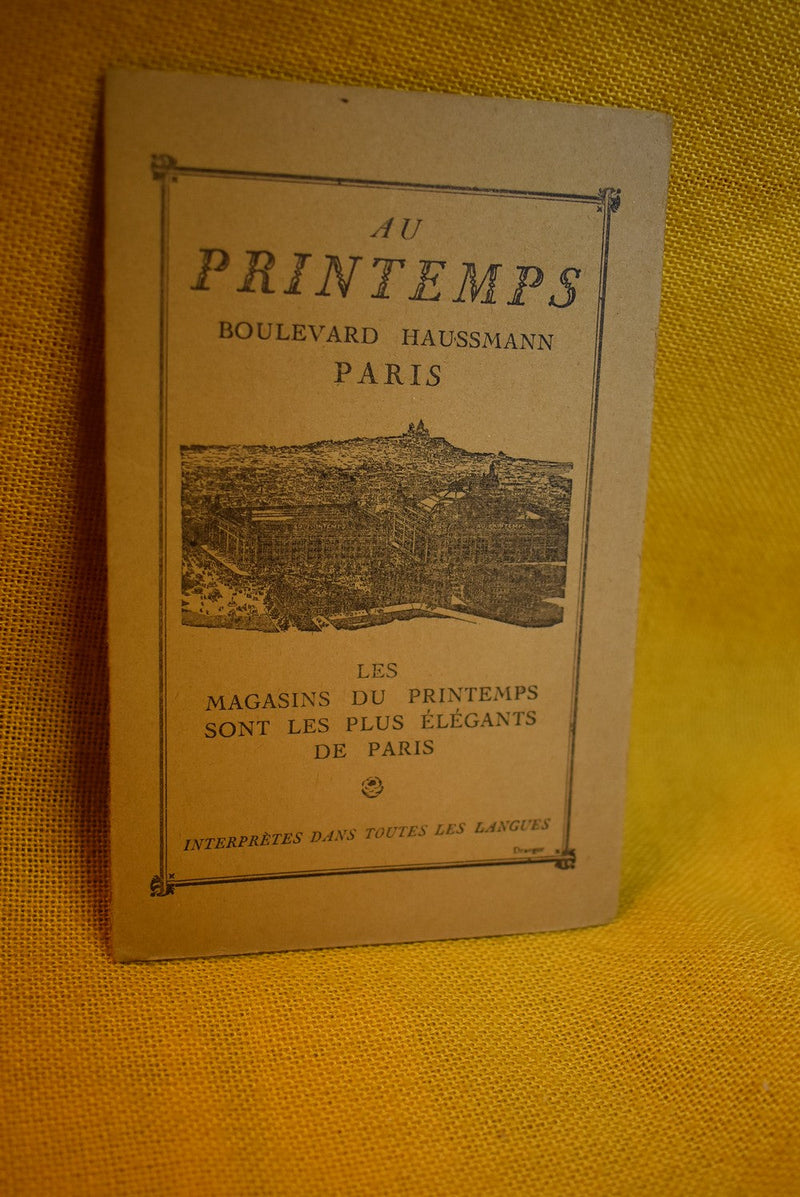 AU
PRINTEMPS
BOULEVARD HAUSSMANN
PARIS
LES
MAGASINS DU PRINTEMPS
SONT LES PLUS ÉLÉGANTS
DE PARIS
INTERPRÈTES DANS TOUTES LES LANGUES
Draeger